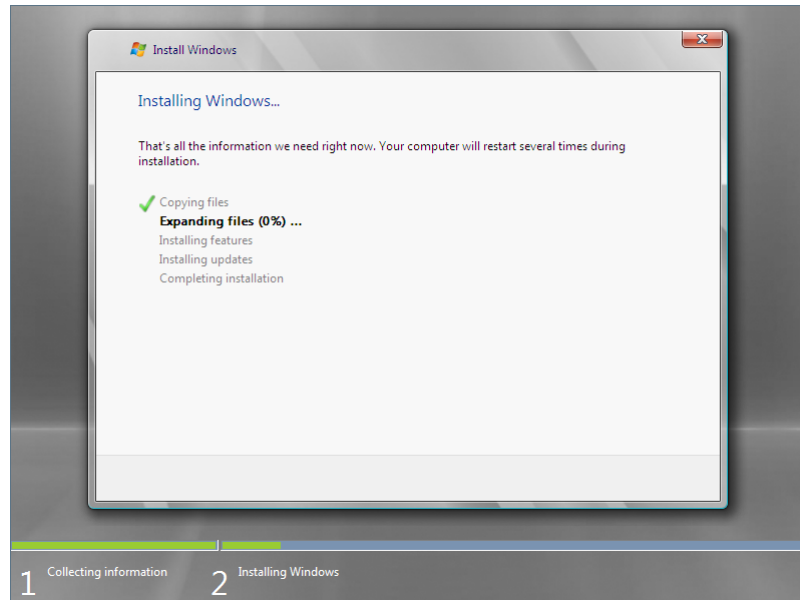 Install Windows
Installing Windows...
That's all the information we need right now. Your computer will restart several times during
installation.
Copying files
Expanding files (0%) ...
Installing features
Installing updates
Completing installation
1 Collecting information 2 Installing Windows